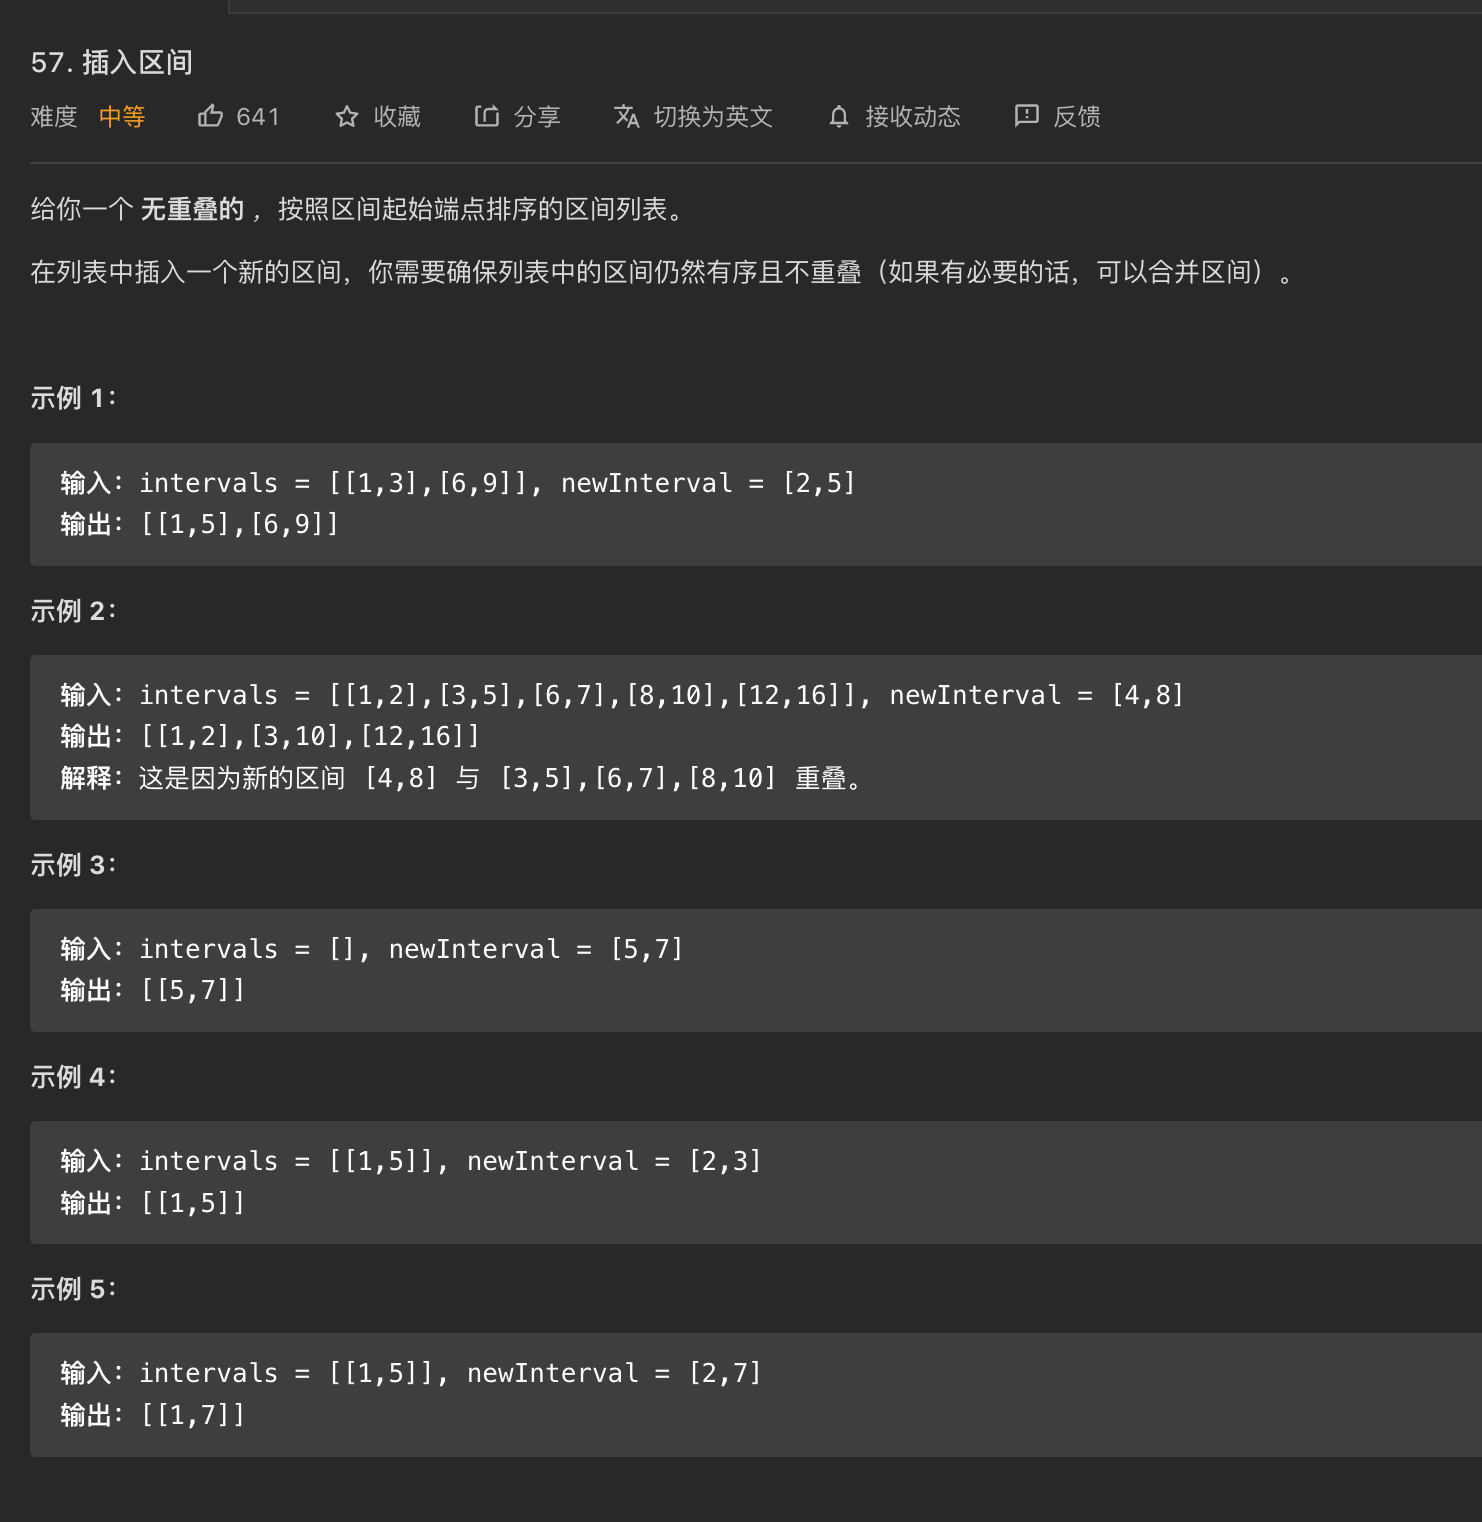 57. 插入区间
难度 中等 641 收藏 分享 切换为英文 接收动态 反馈
给你一个 无重叠的 ，按照区间起始端点排序的区间列表。
在列表中插入一个新的区间，你需要确保列表中的区间仍然有序且不重叠（如果有必要的话，可以合并区间）。
示例 1：
输入：intervals = [[1,3],[6,9]], newInterval = [2,5]
输出：[[1,5],[6,9]]
示例 2：
输入：intervals = [[1,2],[3,5],[6,7],[8,10],[12,16]], newInterval = [4,8]
输出：[[1,2],[3,10],[12,16]]
解释：这是因为新的区间 [4,8] 与 [3,5],[6,7],[8,10] 重叠。
示例 3：
输入：intervals = [], newInterval = [5,7]
输出：[[5,7]]
示例 4：
输入：intervals = [[1,5]], newInterval = [2,3]
输出：[[1,5]]
示例 5：
输入：intervals = [[1,5]], newInterval = [2,7]
输出：[[1,7]]